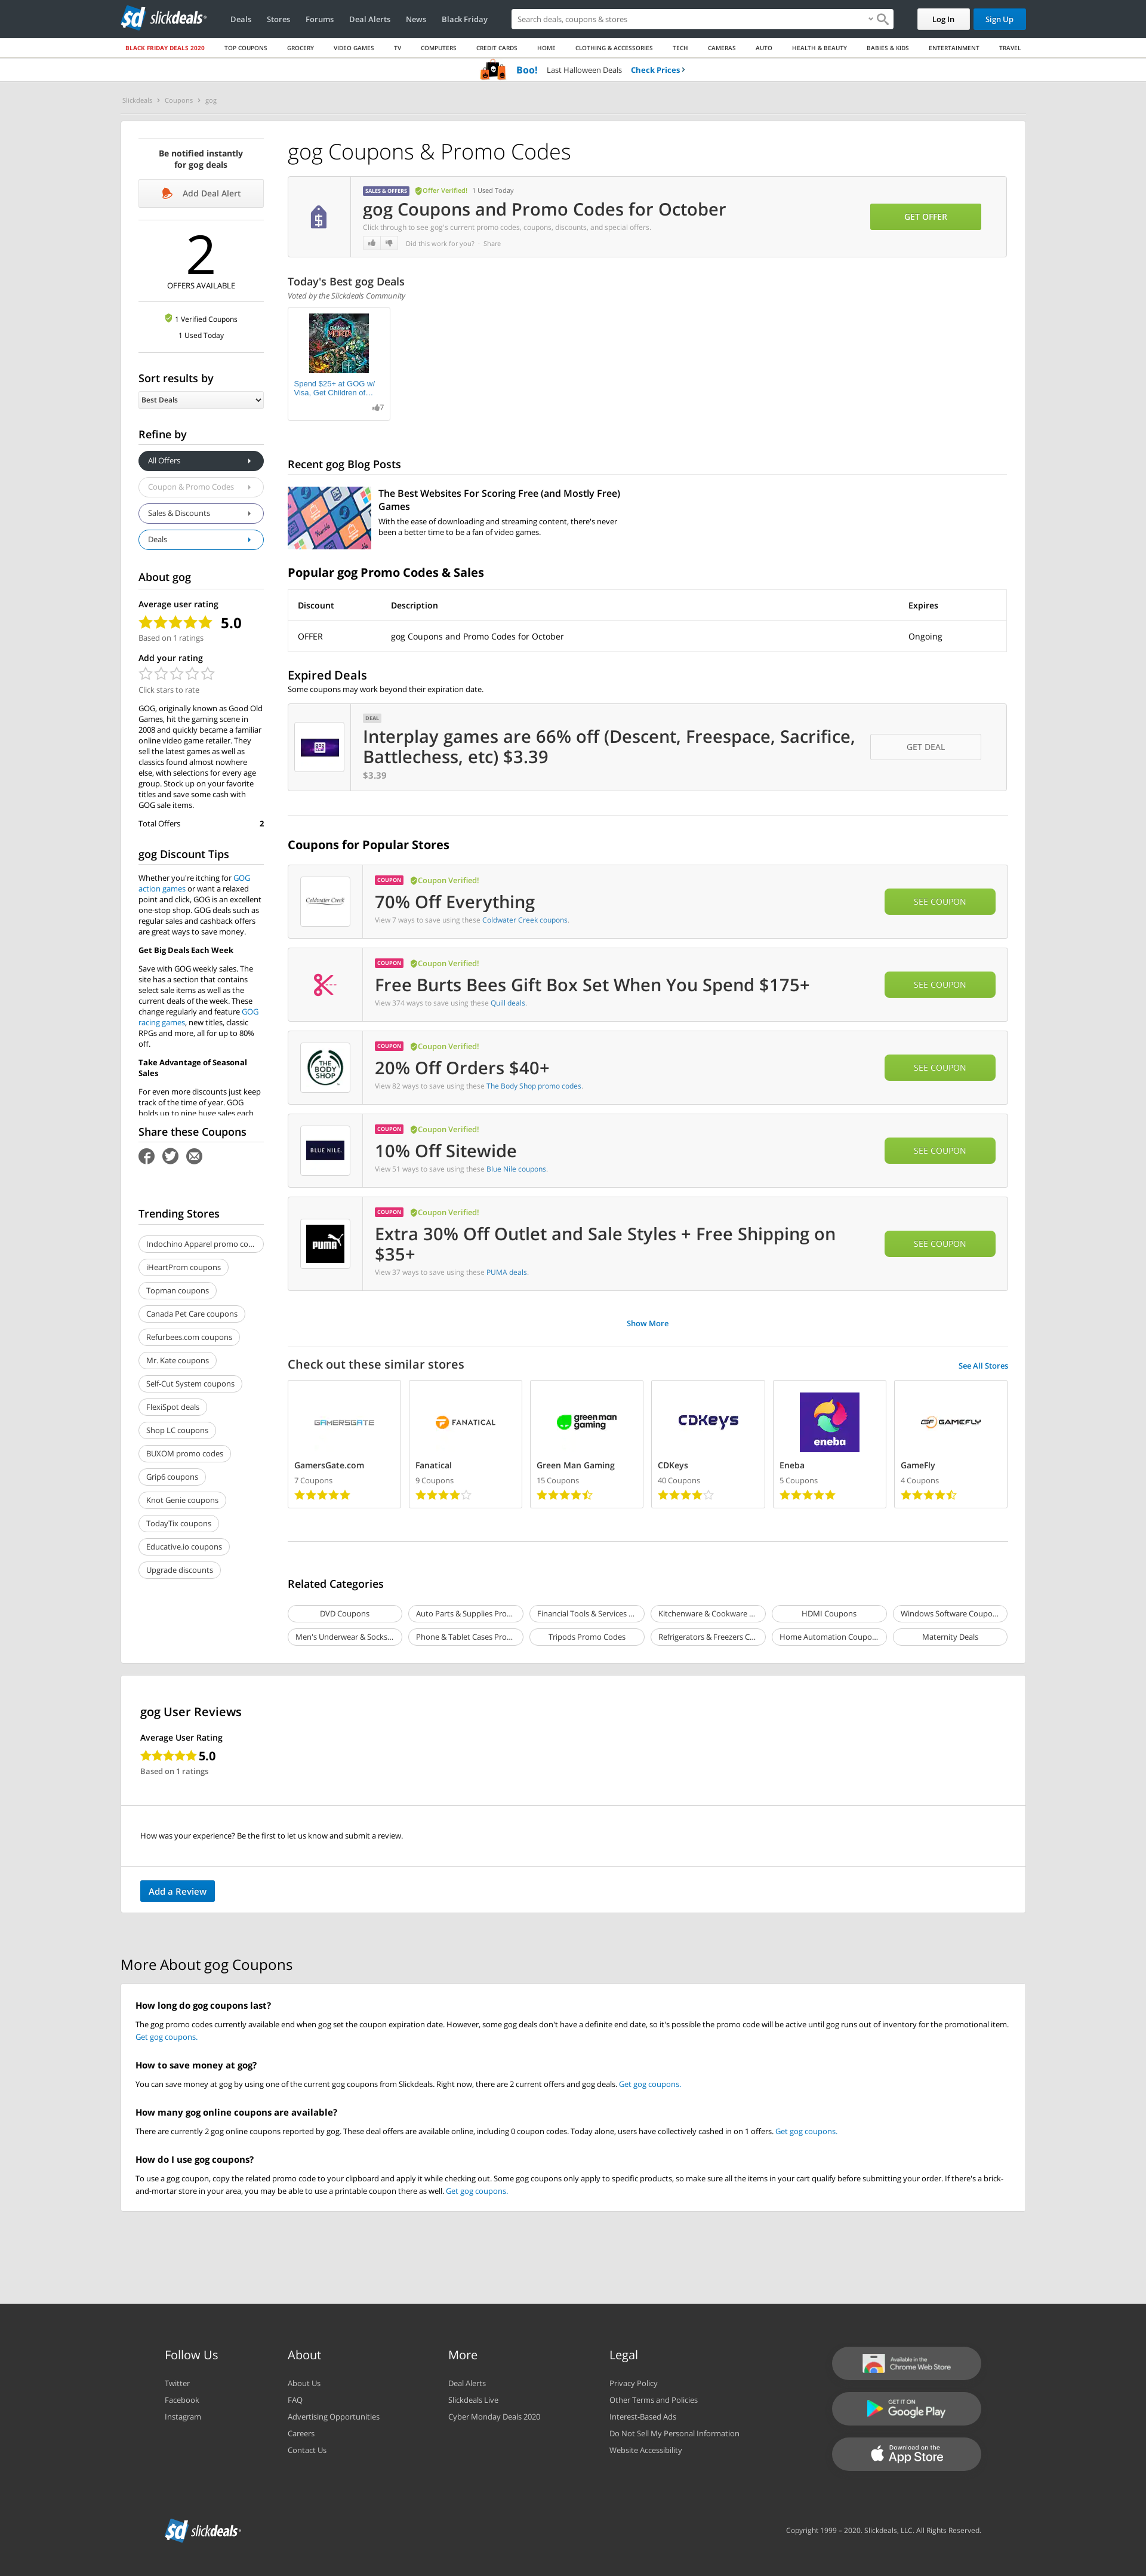 slickdeals
Deals Stores Forums Deal Alerts News Black Friday
Search deals, coupons & stores
Log In Sign Up
BLACK FRIDAY DEALS 2020 TOP COUPONS GROCERY VIDEO GAMES TV COMPUTERS CREDIT CARDS HOME CLOTHING & ACCESSORIES TECH CAMERAS AUTO HEALTH & BEAUTY BABIES & KIDS ENTERTAINMENT TRAVEL
Boo! Last Halloween Deals Check Prices
Slickdeals Coupons gog
Be notified instantly
for gog deals
Add Deal Alert
2
OFFERS AVAILABLE
1 Verified Coupons
1 Used Today
Sort results by
Best Deals
Refine by
All Offers
Coupon & Promo Codes
Sales & Discounts
Deals
About gog
Average user rating
5.0
Based on 1 ratings
Add your rating
Click stars to rate
GOG, originally known as Good Old
Games, hit the gaming scene in
2008 and quickly became a familiar
online video game retailer. They
sell the latest games as well as
classics found almost nowhere
else, with selections for every age
group. Stock up on your favorite
titles and save some cash with
GOG sale items.
Total Offers 2
gog Discount Tips
Whether you're itching for GOG
action games or want a relaxed
point and click, GOG is an excellent
one-stop shop. GOG deals such as
regular sales and cashback offers
are great ways to save money.
Get Big Deals Each Week
Save with GOG weekly sales. The
site has a section that contains
select sale items as well as the
current deals of the week. These
change regularly and feature GOG
racing games, new titles, classic
RPGs and more, all for up to 80%
off.
Take Advantage of Seasonal
Sales
For even more discounts just keep
track of the time of year. GOG
holds up to nine huge sales each
Share these Coupons
Trending Stores
Indochino Apparel promo co...
iHeartProm coupons
Topman coupons
Canada Pet Care coupons
Refurbees.com coupons
Mr. Kate coupons
Self-Cut System coupons
FlexiSpot deals
Shop LC coupons
BUXOM promo codes
Grip6 coupons
Knot Genie coupons
TodayTix coupons
Educative.io coupons
Upgrade discounts
gog Coupons & Promo Codes
SALES & OFFERS Offer Verified! 1 Used Today
gog Coupons and Promo Codes for October
Click through to see gog's current promo codes, coupons, discounts, and special offers.
Did this work for you? · Share
GET OFFER
Today's Best gog Deals
Voted by the Slickdeals Community
Children of
MORTA
Spend $25+ at GOG w/
Visa, Get Children of...
7
Recent gog Blog Posts
The Best Websites For Scoring Free (and Mostly Free)
Games
With the ease of downloading and streaming content, there's never
been a better time to be a fan of video games.
Popular gog Promo Codes & Sales
Discount Description Expires
OFFER gog Coupons and Promo Codes for October Ongoing
Expired Deals
Some coupons may work beyond their expiration date.
DEAL
Interplay games are 66% off (Descent, Freespace, Sacrifice,
Battlechess, etc) $3.39
$3.39
GET DEAL
Coupons for Popular Stores
Coldwater Creek
COUPON Coupon Verified!
70% Off Everything
View 7 ways to save using these Coldwater Creek coupons.
SEE COUPON
COUPON Coupon Verified!
Free Burts Bees Gift Box Set When You Spend $175+
View 374 ways to save using these Quill deals.
SEE COUPON
THE
BODY
SHOP
COUPON Coupon Verified!
20% Off Orders $40+
View 82 ways to save using these The Body Shop promo codes.
SEE COUPON
BLUE NILE.
COUPON Coupon Verified!
10% Off Sitewide
View 51 ways to save using these Blue Nile coupons.
SEE COUPON
PUMA
COUPON Coupon Verified!
Extra 30% Off Outlet and Sale Styles + Free Shipping on
$35+
View 37 ways to save using these PUMA deals.
SEE COUPON
Show More
Check out these similar stores
See All Stores
GAMERSGATE FANATICAL green man gaming CDKeys eneba GAMEFLY
GamersGate.com Fanatical Green Man Gaming CDKeys Eneba GameFly
7 Coupons 9 Coupons 15 Coupons 40 Coupons 5 Coupons 4 Coupons
Related Categories
DVD Coupons Auto Parts & Supplies Pro... Financial Tools & Services ... Kitchenware & Cookware ... HDMI Coupons Windows Software Coupo...
Men's Underwear & Socks... Phone & Tablet Cases Pro... Tripods Promo Codes Refrigerators & Freezers C... Home Automation Coupo... Maternity Deals
gog User Reviews
Average User Rating
5.0
Based on 1 ratings
How was your experience? Be the first to let us know and submit a review.
Add a Review
More About gog Coupons
How long do gog coupons last?
The gog promo codes currently available end when gog set the coupon expiration date. However, some gog deals don't have a definite end date, so it's possible the promo code will be active until gog runs out of inventory for the promotional item.
Get gog coupons.
How to save money at gog?
You can save money at gog by using one of the current gog coupons from Slickdeals. Right now, there are 2 current offers and gog deals. Get gog coupons.
How many gog online coupons are available?
There are currently 2 gog online coupons reported by gog. These deal offers are available online, including 0 coupon codes. Today alone, users have collectively cashed in on 1 offers. Get gog coupons.
How do I use gog coupons?
To use a gog coupon, copy the related promo code to your clipboard and apply it while checking out. Some gog coupons only apply to specific products, so make sure all the items in your cart qualify before submitting your order. If there's a brick-
and-mortar store in your area, you may be able to use a printable coupon there as well. Get gog coupons.
Follow Us
Twitter
Facebook
Instagram
About
About Us
FAQ
Advertising Opportunities
Careers
Contact Us
More
Deal Alerts
Slickdeals Live
Cyber Monday Deals 2020
Legal
Privacy Policy
Other Terms and Policies
Interest-Based Ads
Do Not Sell My Personal Information
Website Accessibility
Available in the
Chrome Web Store
GET IT ON
Google Play
Download on the
App Store
slickdeals
Copyright 1999 – 2020. Slickdeals, LLC. All Rights Reserved.